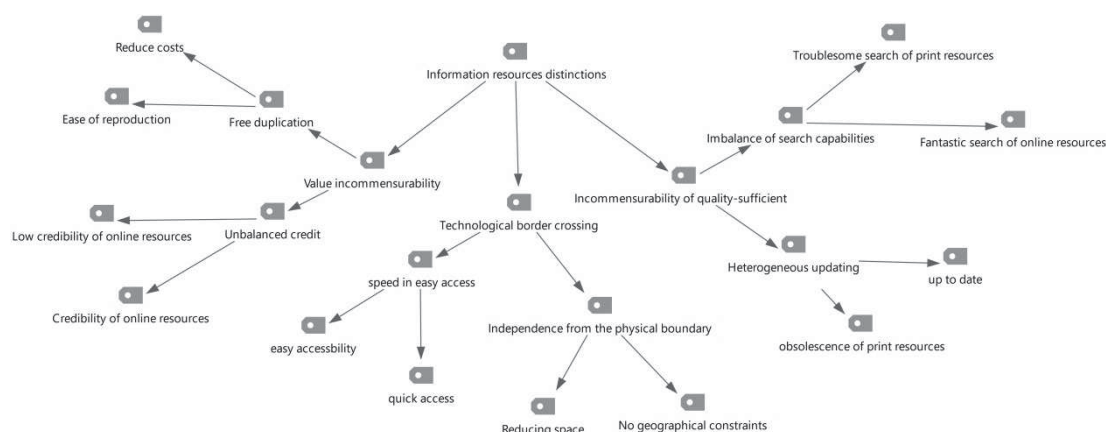 Reduce costs
Troublesome search of print resources
Information resources distinctions
Ease of reproduction
Free duplication
Imbalance of search capabilities
Fantastic search of online resources
Value incommensurability
Incommensurability of quality-sufficient
Low credibility of online resources
Unbalanced credit
Technological border crossing
Heterogeneous updating
up to date
speed in easy access
Credibility of online resources
Independence from the physical boundary
easy accessbility
obsolescence of print resources
quick access
Reducing space
No geographical constraints